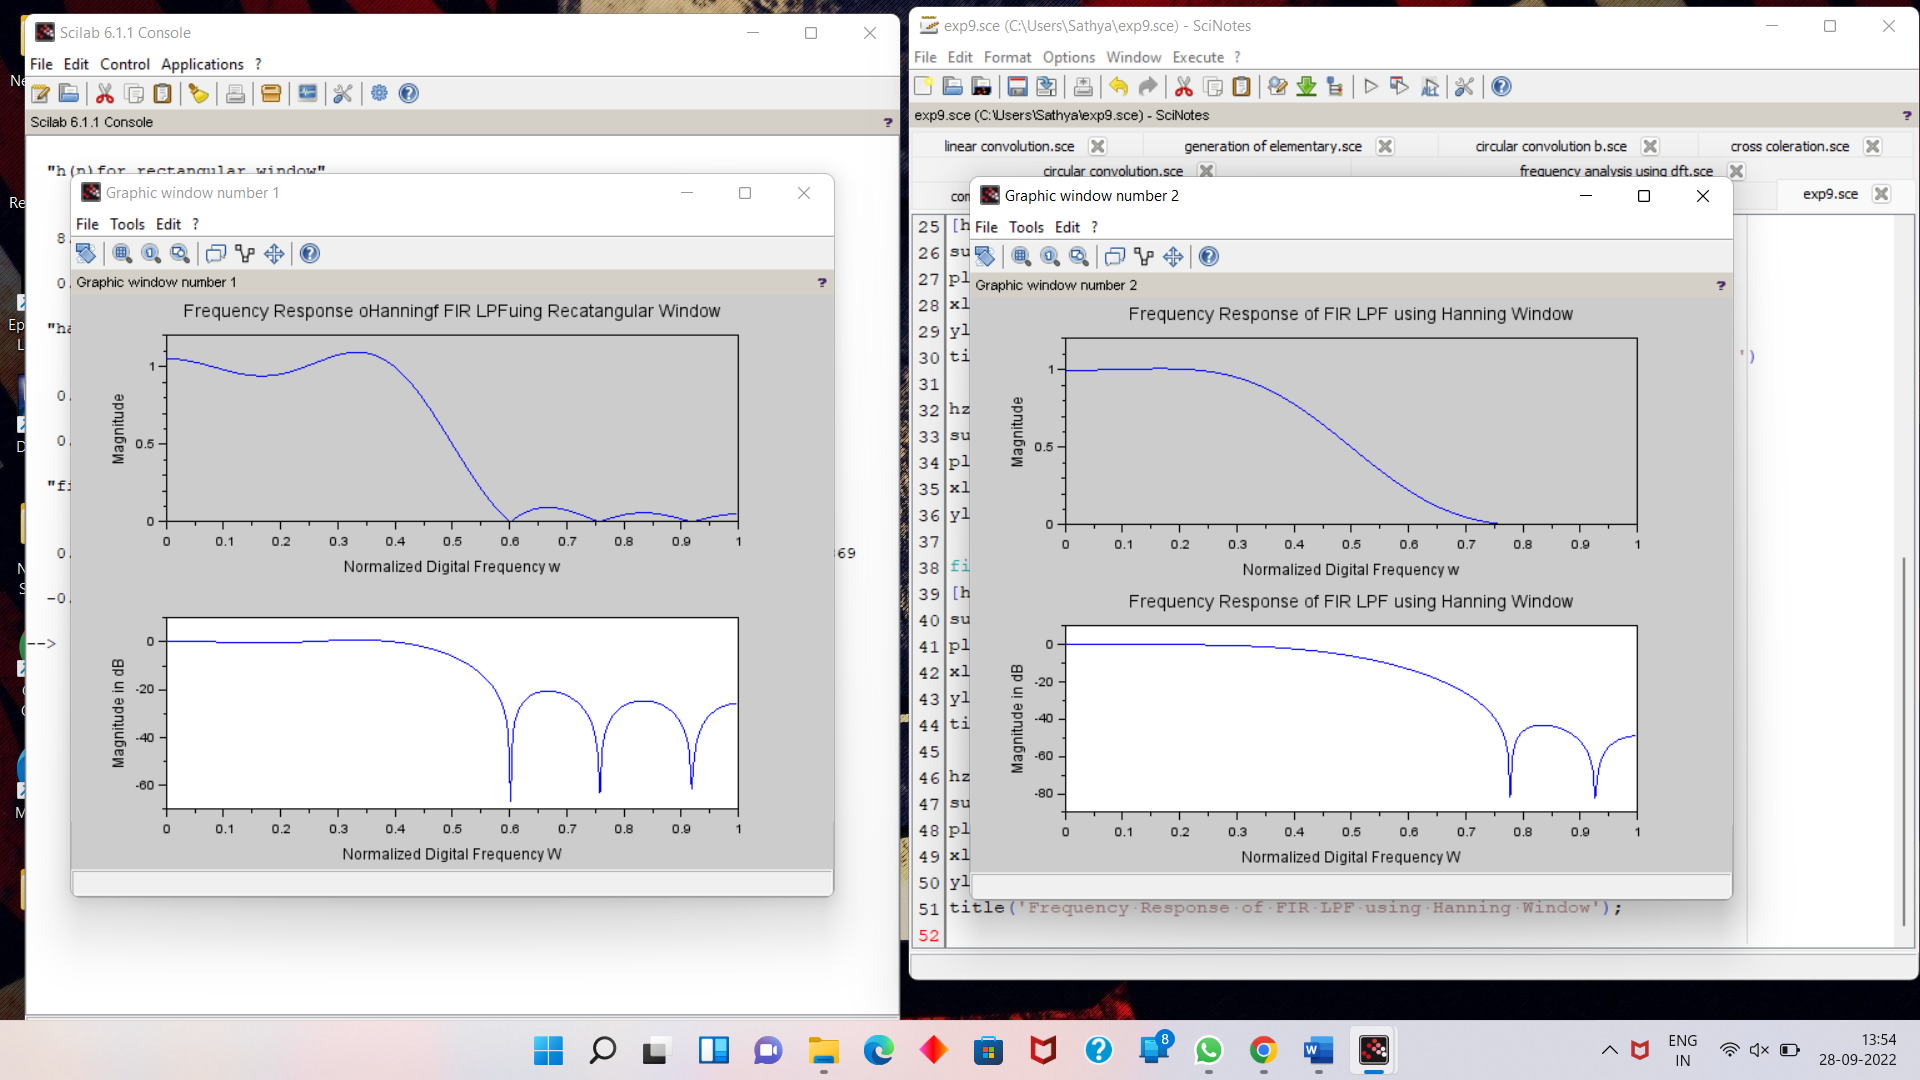 Scilab 6.1.1 Console
File Edit Control Applications ?
Scilab 6.1.1 Console ?
"h(n)for rectangular window"
8.
0.
"ha
0.
0.
"fi
0.
69
-0.
-->
Graphic window number 1
File Tools Edit ?
Graphic window number 1 ?
Frequency Response oHanningf FIR LPFuing Recatangular Window
Magnitude
1
0.5
0
0 0.1 0.2 0.3 0.4 0.5 0.6 0.7 0.8 0.9 1
Normalized Digital Frequency w
Magnitude in dB
0
-20
-40
-60
0 0.1 0.2 0.3 0.4 0.5 0.6 0.7 0.8 0.9 1
Normalized Digital Frequency W
exp9.sce (C:\Users\Sathya\exp9.sce) - SciNotes
File Edit Format Options Window Execute ?
exp9.sce (C:\Users\Sathya\exp9.sce) - SciNotes ?
linear convolution.sce generation of elementary.sce circular convolution b.sce cross coleration.sce
circular convolution.sce frequency analysis using dft.sce
con exp9.sce
Graphic window number 2
File Tools Edit ?
Graphic window number 2 ?
Frequency Response of FIR LPF using Hanning Window
Magnitude
1
0.5
0
0 0.1 0.2 0.3 0.4 0.5 0.6 0.7 0.8 0.9 1
Normalized Digital Frequency w
Frequency Response of FIR LPF using Hanning Window
Magnitude in dB
0
-20
-40
-60
-80
0 0.1 0.2 0.3 0.4 0.5 0.6 0.7 0.8 0.9 1
Normalized Digital Frequency W
25 [h
26 su
27 pl
28 xl
29 yl
30 ti ')
31
32 hz
33 su
34 pl
35 xl
36 yl
37
38 fi
39 [h
40 su
41 pl
42 xl
43 yl
44 ti
45
46 hz
47 su
48 pl
49 xl
50 yl
51 title('Frequency Response of FIR LPF using Hanning Window');
52
8
ENG
IN
13:54
28-09-2022